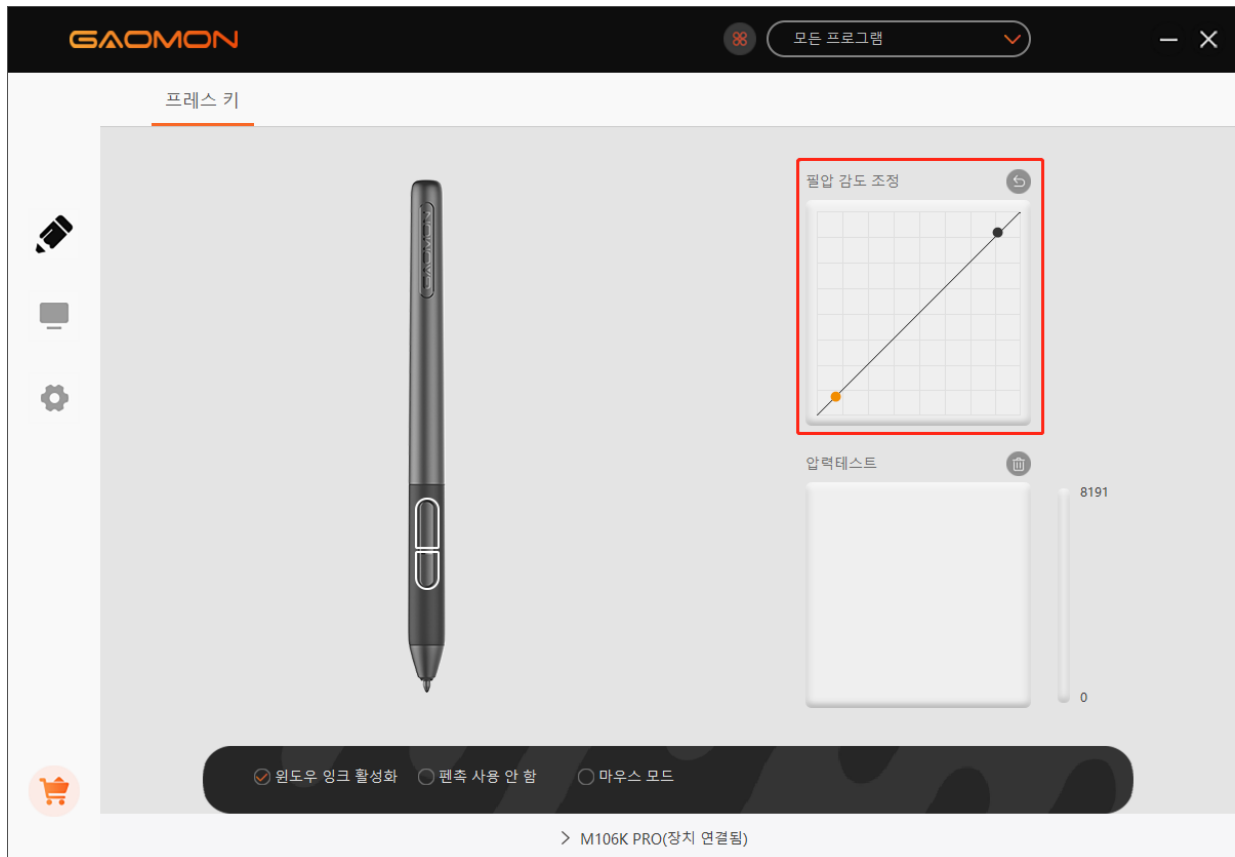 GAOMON
모든 프로그램
프레스 키
GAOMON
필압 감도 조정
압력테스트
8191
0
윈도우 잉크 활성화
펜촉 사용 안 함
마우스 모드
M106K PRO(장치 연결됨)